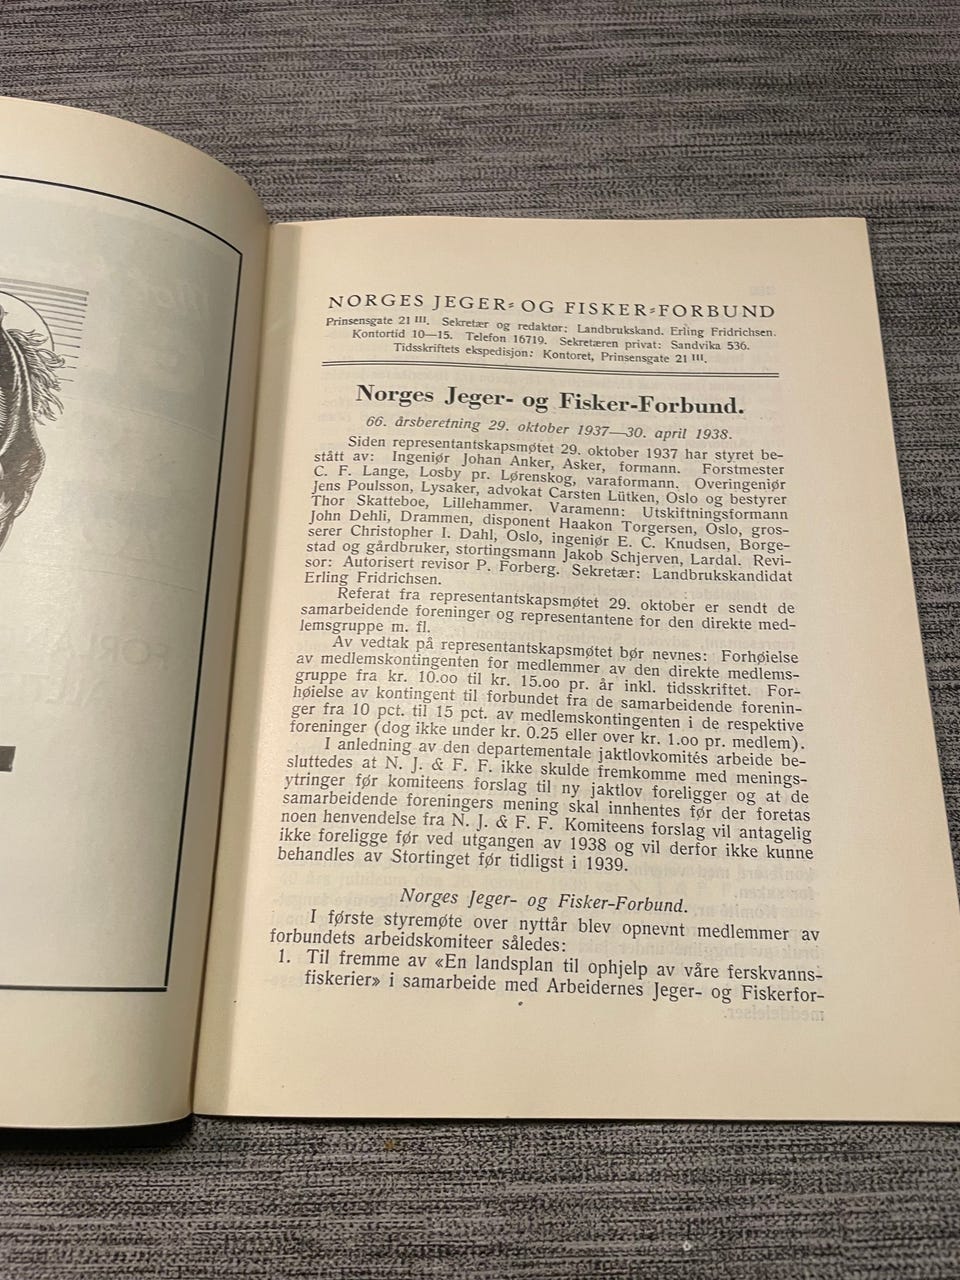 NORGES JEGER- OG FISKER-FORBUND
Prinsensgate 21 III. Sekretær og redaktør: Landbrukskand. Erling Fridrichsen.
Kontortid 10—15. Telefon 16719. Sekretæren privat: Sandvika 536.
Tidsskriftets ekspedisjon: Kontoret, Prinsensgate 21 III.
Norges Jeger- og Fisker-Forbund.
66. årsberetning 29. oktober 1937—30. april 1938.
Siden representantskapsmøtet 29. oktober 1937 har styret be-
stått av: Ingeniør Johan Anker, Asker, formann. Forstmester
C. F. Lange, Losby pr. Lørenskog, varaformann. Overingeniør
Jens Poulsson, Lysaker, advokat Carsten Lütken, Oslo og bestyrer
Thor Skatteboe, Lillehammer. Varamenn: Utskiftningsformann
John Dehli, Drammen, disponent Haakon Torgersen, Oslo, gros-
serer Christopher I. Dahl, Oslo, ingeniør E. C. Knudsen, Borge-
stad og gårdbruker, stortingsmann Jakob Schjerven, Lardal. Revi-
sor: Autorisert revisor P. Forberg. Sekretær: Landbrukskandidat
Erling Fridrichsen.
Referat fra representantskapsmøtet 29. oktober er sendt de
samarbeidende foreninger og representantene for den direkte med-
lemsgruppe m. fl.
Av vedtak på representantskapsmøtet bør nevnes: Forhøielse
av medlemskontingenten for medlemmer av den direkte medlems-
gruppe fra kr. 10.00 til kr. 15.00 pr. år inkl. tidsskriftet. For-
høielse av kontingent til forbundet fra de samarbeidende forenin-
ger fra 10 pct. til 15 pct. av medlemskontingenten i de respektive
foreninger (dog ikke under kr. 0.25 eller over kr. 1.00 pr. medlem).
I anledning av den departementale jaktlovkomités arbeide be-
sluttedes at N. J. & F. F. ikke skulde fremkomme med menings-
ytringer før komiteens forslag til ny jaktlov foreligger og at de
samarbeidende foreningers mening skal innhentes før der foretas
noen henvendelse fra N. J. & F. F. Komiteens forslag vil antagelig
ikke foreligge før ved utgangen av 1938 og vil derfor ikke kunne
behandles av Stortinget før tidligst i 1939.
Norges Jeger- og Fisker-Forbund.
I første styremøte over nyttår blev opnevnt medlemmer av
forbundets arbeidskomiteer således:
1. Til fremme av «En landsplan til ophjelp av våre ferskvanns-
fiskerier» i samarbeide med Arbeidernes Jeger- og Fiskerfor-